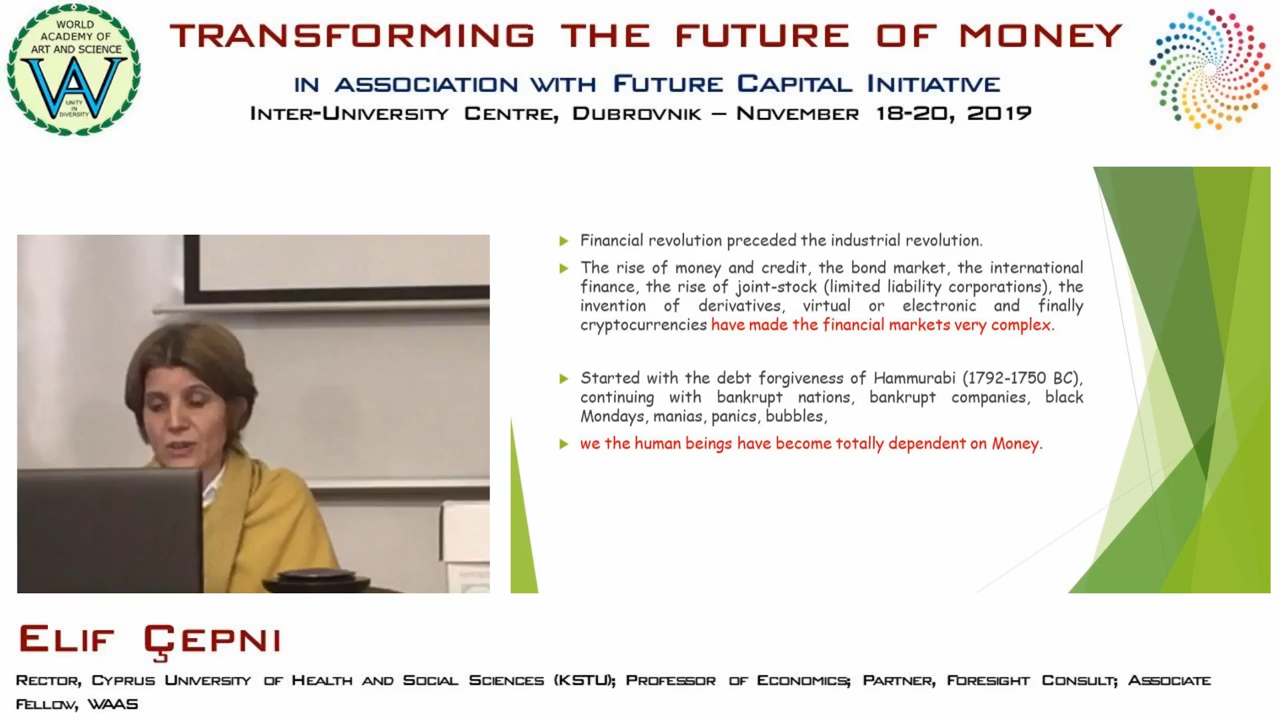 WORLD
ACADEMY OF
ART AND SCIENCE
WA
UNITY
IN
DIVERSITY
TRANSFORMING THE FUTURE OF MONEY
IN ASSOCIATION WITH FUTURE CAPITAL INITIATIVE
INTER-UNIVERSITY CENTRE, DUBROVNIK – NOVEMBER 18-20, 2019
Financial revolution preceded the industrial revolution.
The rise of money and credit, the bond market, the international
finance, the rise of joint-stock (limited liability corporations), the
invention of derivatives, virtual or electronic and finally
cryptocurrencies have made the financial markets very complex.
Started with the debt forgiveness of Hammurabi (1792-1750 BC),
continuing with bankrupt nations, bankrupt companies, black
Mondays, manias, panics, bubbles,
we the human beings have become totally dependent on Money.
ELIF ÇEPNI
RECTOR, CYPRUS UNIVERSITY OF HEALTH AND SOCIAL SCIENCES (KSTU); PROFESSOR OF ECONOMICS; PARTNER, FORESIGHT CONSULT; ASSOCIATE
FELLOW, WAAS